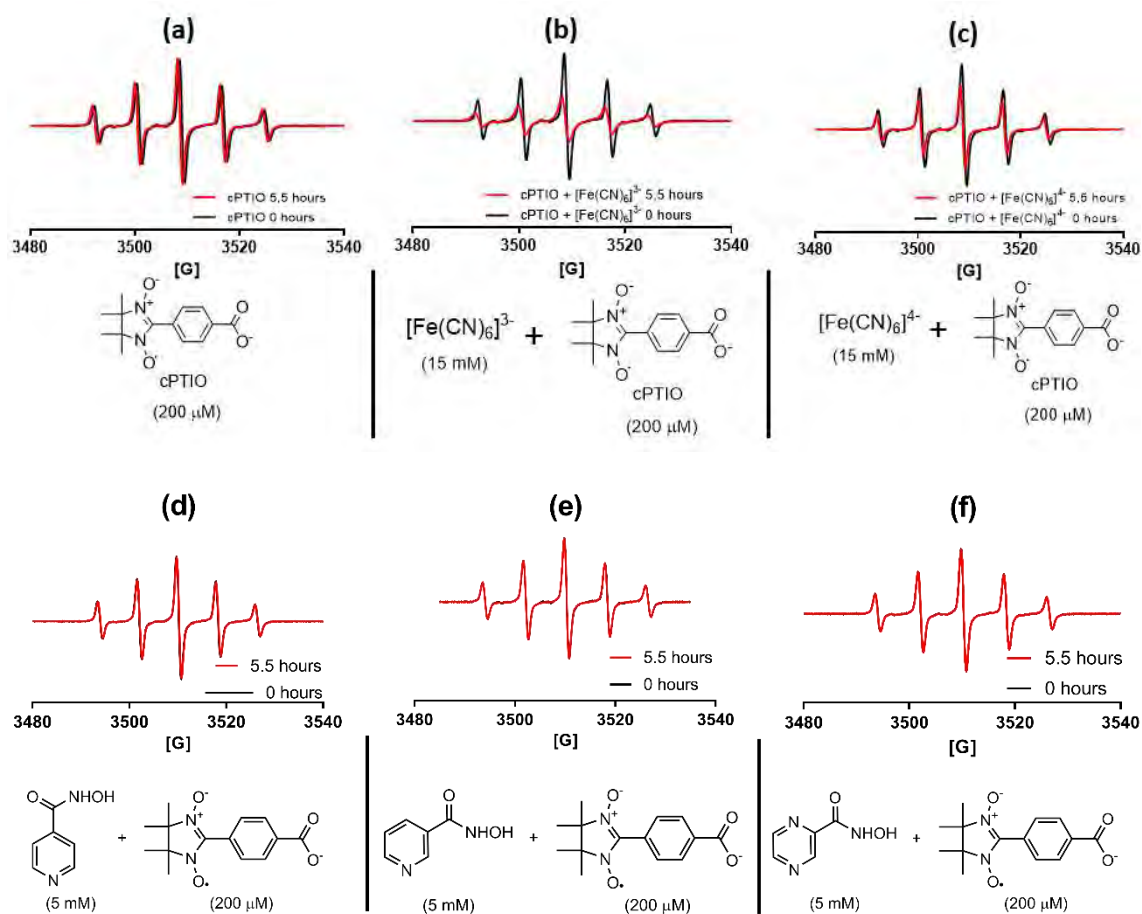 (a)
cPTIO 5.5 hours
cPTIO 0 hours
3480 3500 3520 3540
[G]
N+
O-
N
O
O
O-
cPTIO
(200 µM)
(b)
cPTIO + [Fe(CN)6]3- 5.5 hours
cPTIO + [Fe(CN)6]3- 0 hours
3480 3500 3520 3540
[G]
[Fe(CN)6]3-
(15 mM)
+
O-
N+
N
O
O
O-
cPTIO
(200 µM)
(c)
cPTIO + [Fe(CN)6]4- 5.5 hours
cPTIO + [Fe(CN)6]4- 0 hours
3480 3500 3520 3540
[G]
[Fe(CN)6]4-
(15 mM)
+
O-
N+
N
O
O
O-
cPTIO
(200 µM)
(d)
5.5 hours
0 hours
3480 3500 3520 3540
[G]
O
NHOH
N
(5 mM)
+
O-
N+
N
O•
O
O-
(200 µM)
(e)
5.5 hours
0 hours
3480 3500 3520 3540
[G]
O
NHOH
N
(5 mM)
+
O-
N+
N
O•
O
O-
(200 µM)
(f)
5.5 hours
0 hours
3480 3500 3520 3540
[G]
N
O
NHOH
N
(5 mM)
+
O-
N+
N
O•
O
O-
(200 µM)